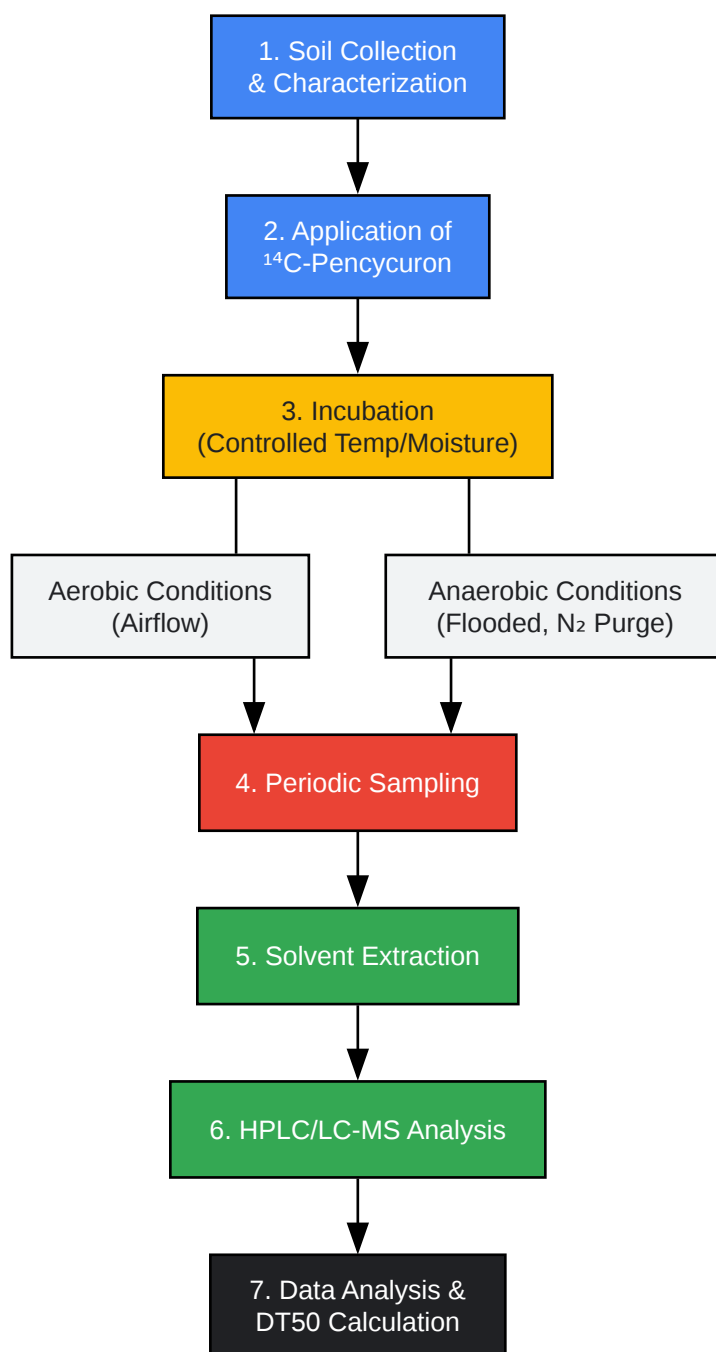 1. Soil Collection
& Characterization
2. Application of
¹⁴C-Pencycuron
3. Incubation
(Controlled Temp/Moisture)
Aerobic Conditions
(Airflow)
Anaerobic Conditions
(Flooded, N₂ Purge)
4. Periodic Sampling
5. Solvent Extraction
6. HPLC/LC-MS Analysis
7. Data Analysis &
DT50 Calculation